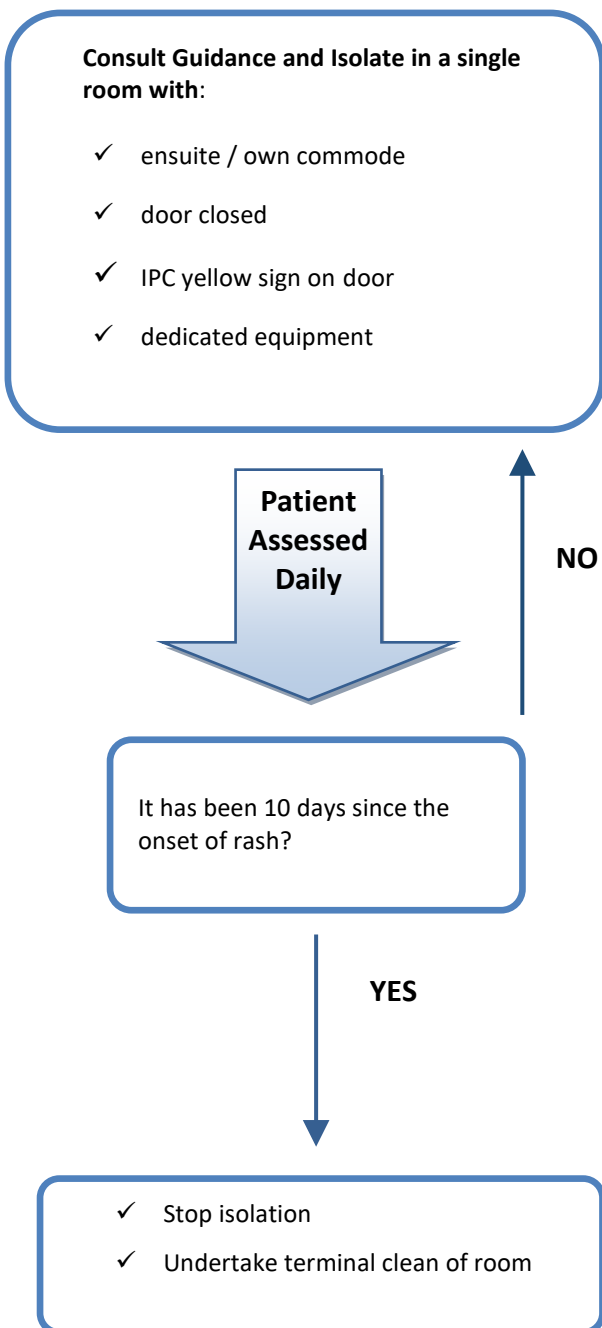 Consult Guidance and Isolate in a single
room with:
✓ ensuite / own commode
✓ door closed
✓ IPC yellow sign on door
✓ dedicated equipment
Patient
Assessed
Daily
NO
It has been 10 days since the
onset of rash?
YES
✓ Stop isolation
✓ Undertake terminal clean of room